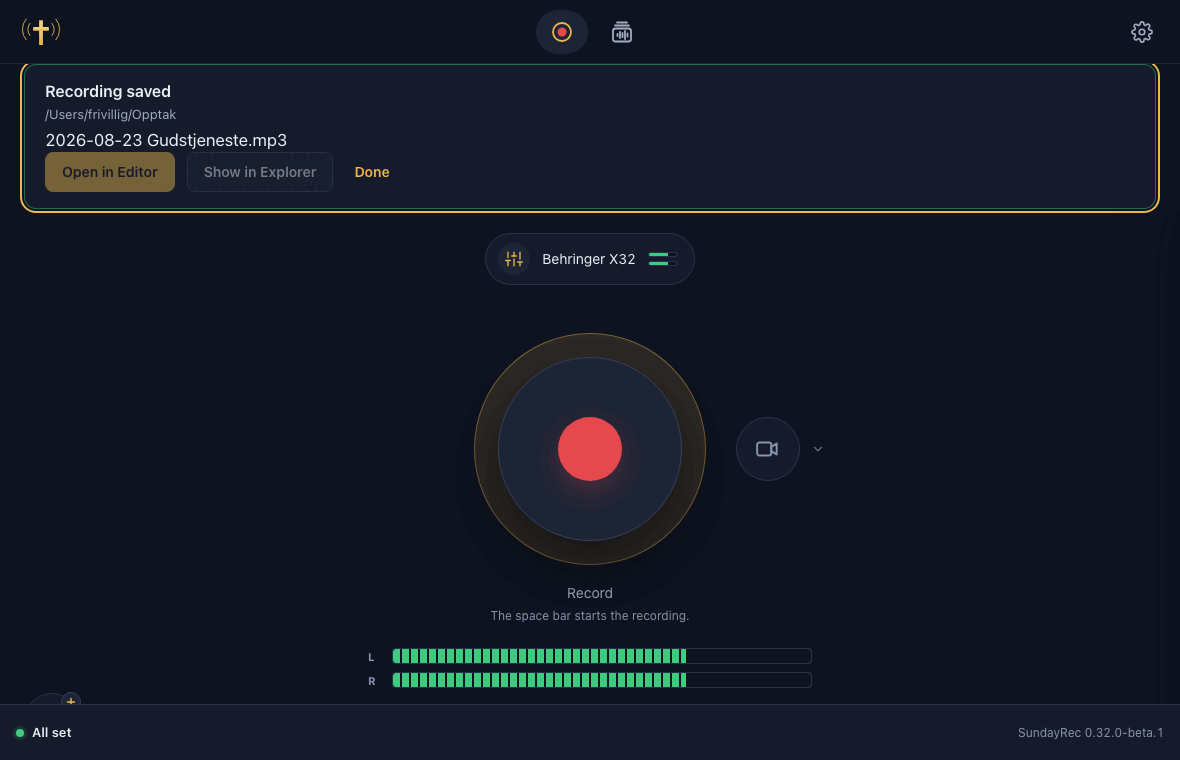 Recording saved
/Users/frivillig/Opptak
2026-08-23 Gudstjeneste.mp3
Open in Editor Show in Explorer Done
Behringer X32
Record
The space bar starts the recording.
L
R
All set SundayRec 0.32.0-beta.1